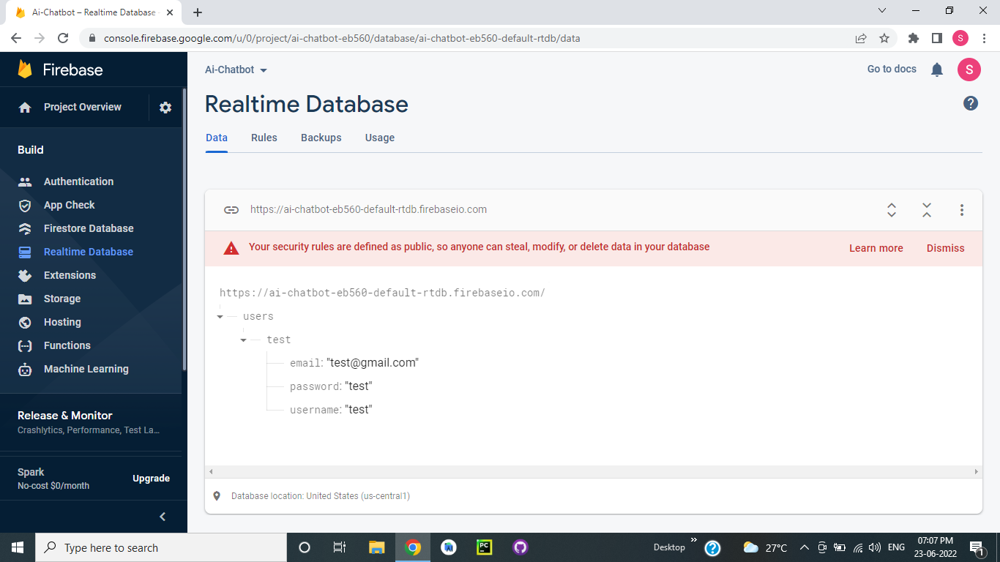 Ai-Chatbot – Realtime Database
console.firebase.google.com/u/0/project/ai-chatbot-eb560/database/ai-chatbot-eb560-default-rtdb/data
S
Firebase
Project Overview
Build
Authentication
App Check
Firestore Database
Realtime Database
Extensions
Storage
Hosting
Functions
Machine Learning
Release & Monitor
Crashlytics, Performance, Test La...
Spark
No-cost $0/month
Upgrade
Ai-Chatbot
Go to docs
S
Realtime Database
?
Data Rules Backups Usage
https://ai-chatbot-eb560-default-rtdb.firebaseio.com
Your security rules are defined as public, so anyone can steal, modify, or delete data in your database
Learn more
Dismiss
https://ai-chatbot-eb560-default-rtdb.firebaseio.com/
users
test
email: "test@gmail.com"
password: "test"
username: "test"
Database location: United States (us-central1)
Type here to search
PC
Desktop
»
?
27°C
ENG
07:07 PM
23-06-2022
1